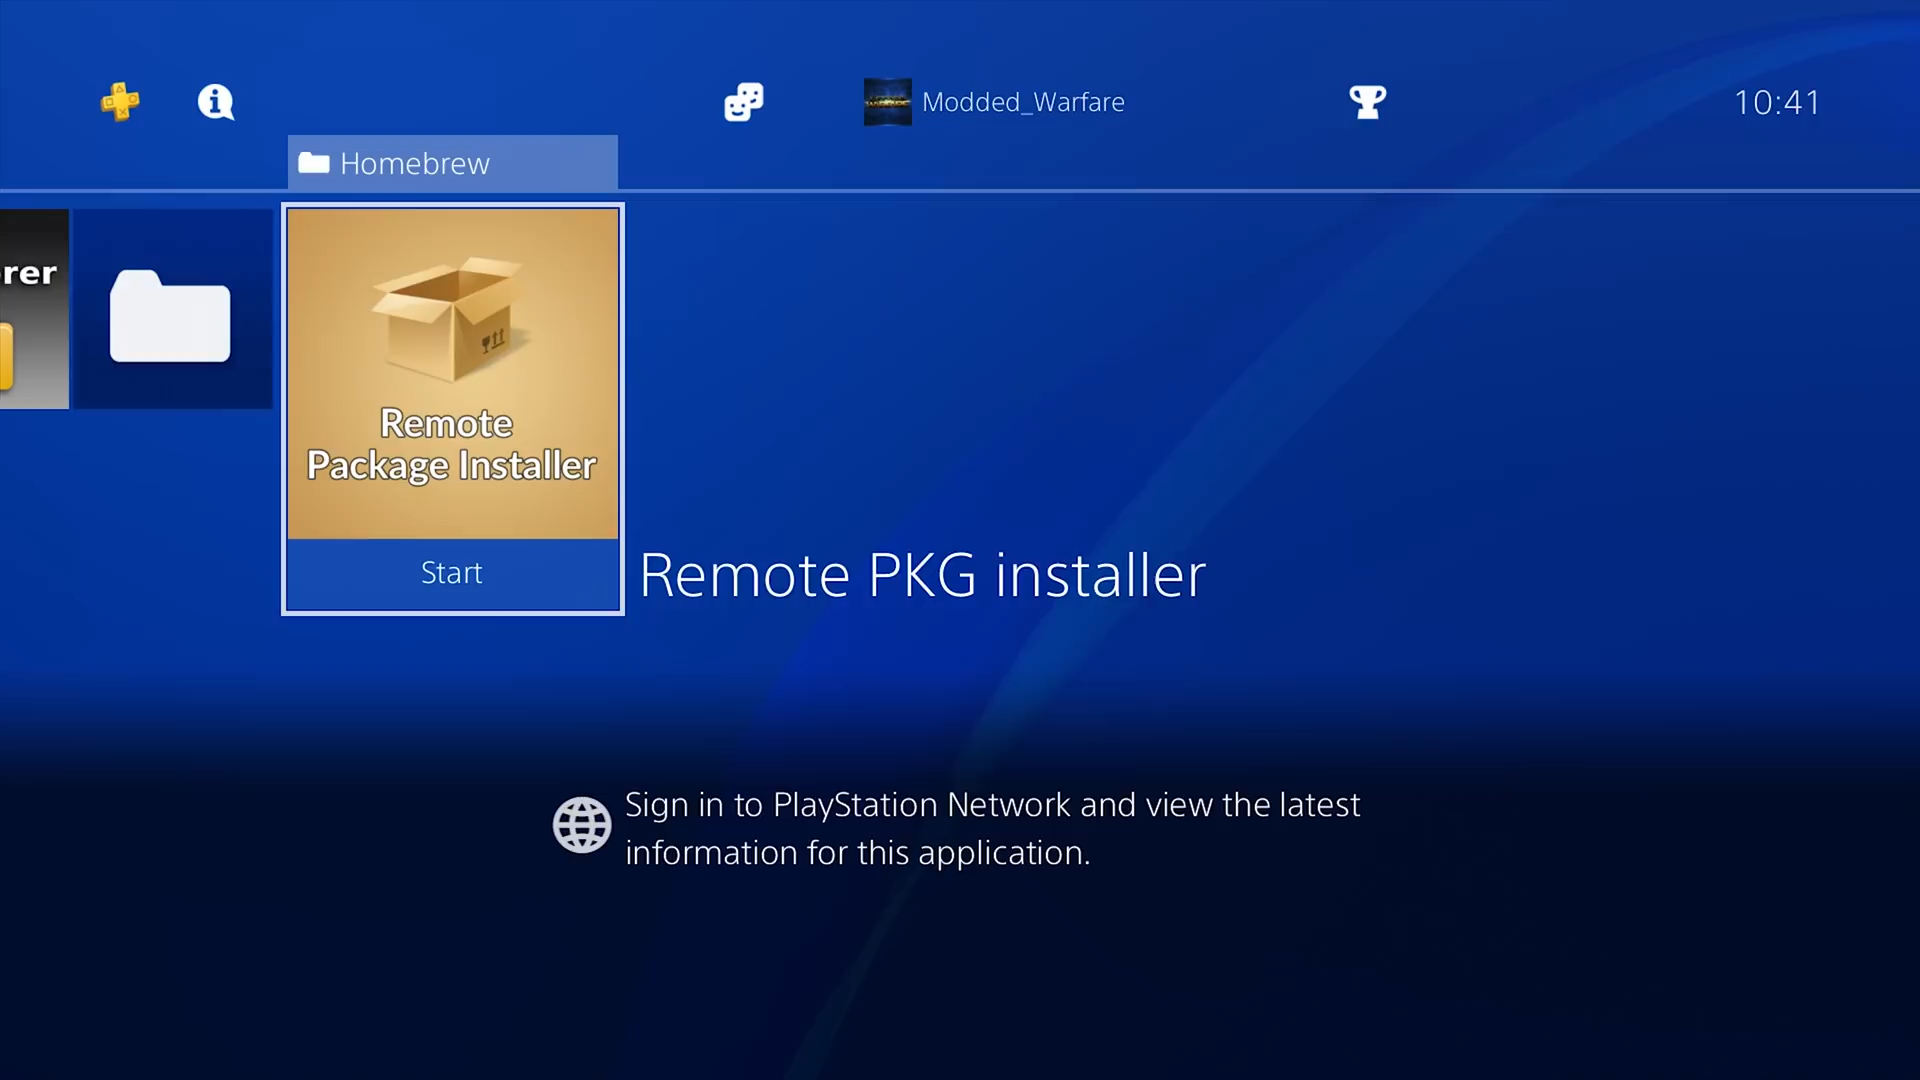 Modded_Warfare
10:41
Homebrew
rer
Remote
Package Installer
Start
Remote PKG installer
Sign in to PlayStation Network and view the latest
information for this application.